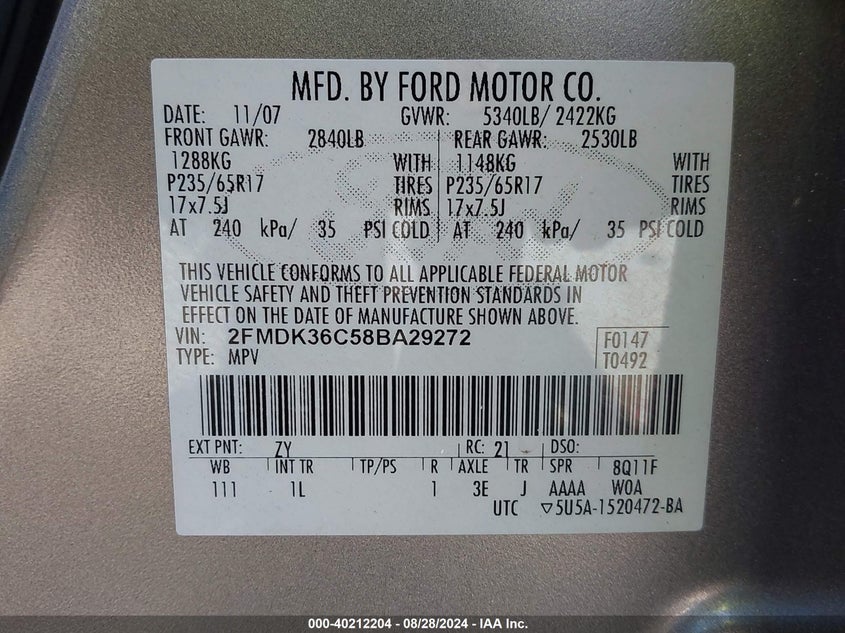 MFD. BY FORD MOTOR CO.
DATE: 11/07 GVWR: 5340LB/ 2422KG
FRONT GAWR: 2840LB REAR GAWR: 2530LB
1288KG WITH 1148KG WITH
P235/65R17 TIRES P235/65R17 TIRES
17x7.5J RIMS 17x7.5J RIMS
AT 240 kPa/ 35 PSI COLD AT 240 kPa/ 35 PSI COLD
THIS VEHICLE CONFORMS TO ALL APPLICABLE FEDERAL MOTOR
VEHICLE SAFETY AND THEFT PREVENTION STANDARDS IN
EFFECT ON THE DATE OF MANUFACTURE SHOWN ABOVE.
VIN: 2FMDK36C58BA29272 F0147
TYPE: MPV T0492
EXT PNT: ZY RC: 21 DSO:
WB INT TR TP/PS R AXLE TR SPR 8Q11F
111 1L 1 3E J AAAA WOA
UTC ▽5U5A-1520472-BA
000-40212204 - 08/28/2024 - IAA Inc.